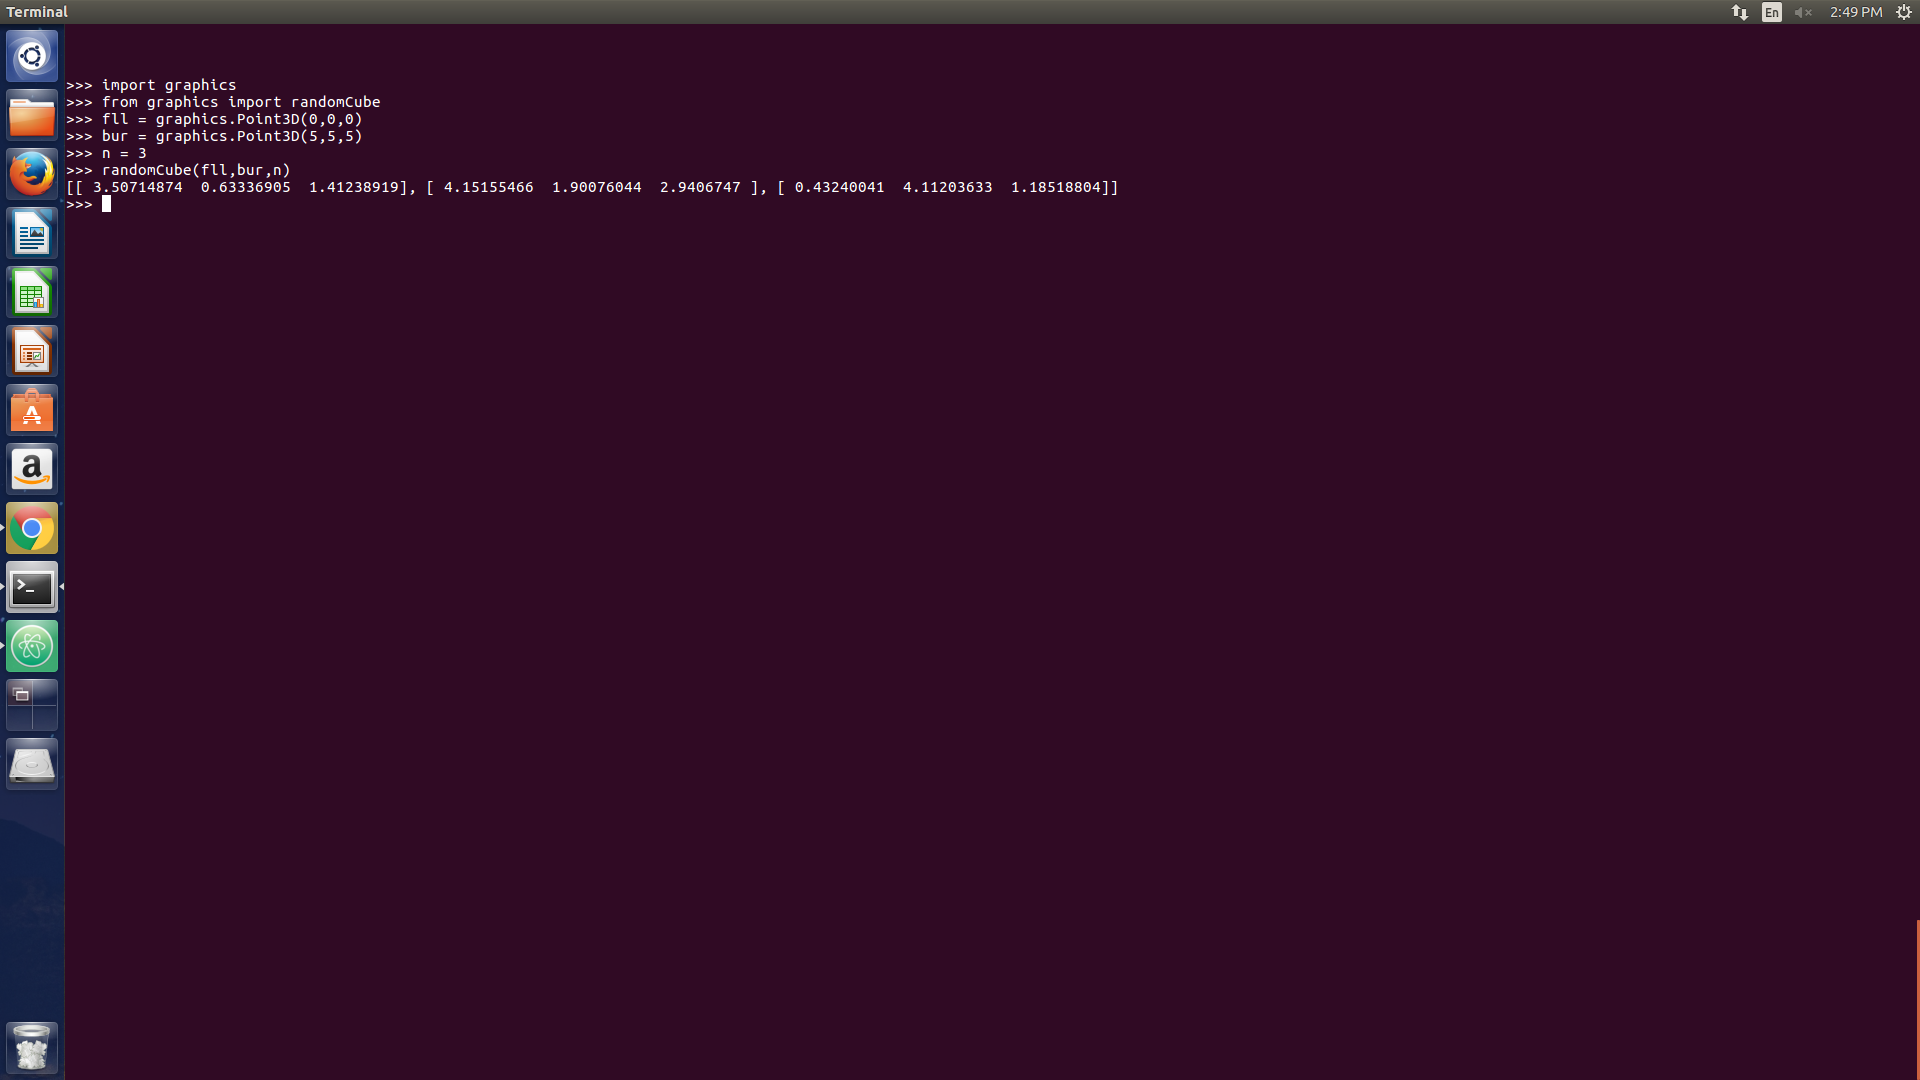 Terminal
En
2:49 PM
>>> import graphics
>>> from graphics import randomCube
>>> fll = graphics.Point3D(0,0,0)
>>> bur = graphics.Point3D(5,5,5)
>>> n = 3
>>> randomCube(fll,bur,n)
[[ 3.50714874  0.63336905  1.41238919], [ 4.15155466  1.90076044  2.9406747 ], [ 0.43240041  4.11203633  1.18518804]]
>>>